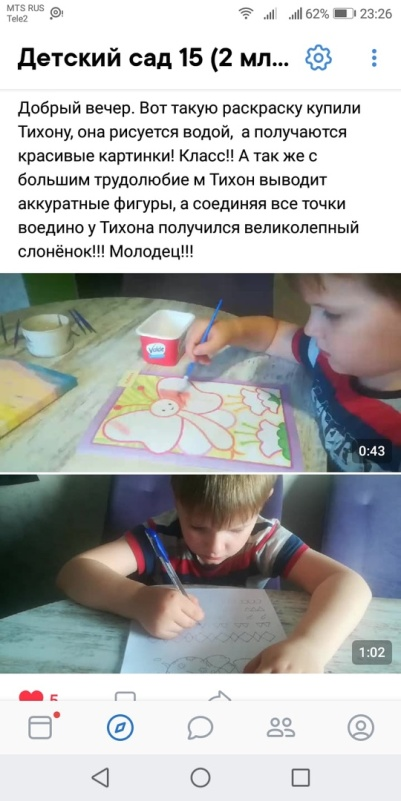 MTS RUS
Tele2
62% 23:26
Детский сад 15 (2 мл...
Добрый вечер. Вот такую раскраску купили
Тихону, она рисуется водой, а получаются
красивые картинки! Класс!! А так же с
большим трудолюбие м Тихон выводит
аккуратные фигуры, а соединяя все точки
воедино у Тихона получился великолепный
слонёнок!!! Молодец!!!
Viola
0:43
1:02
5